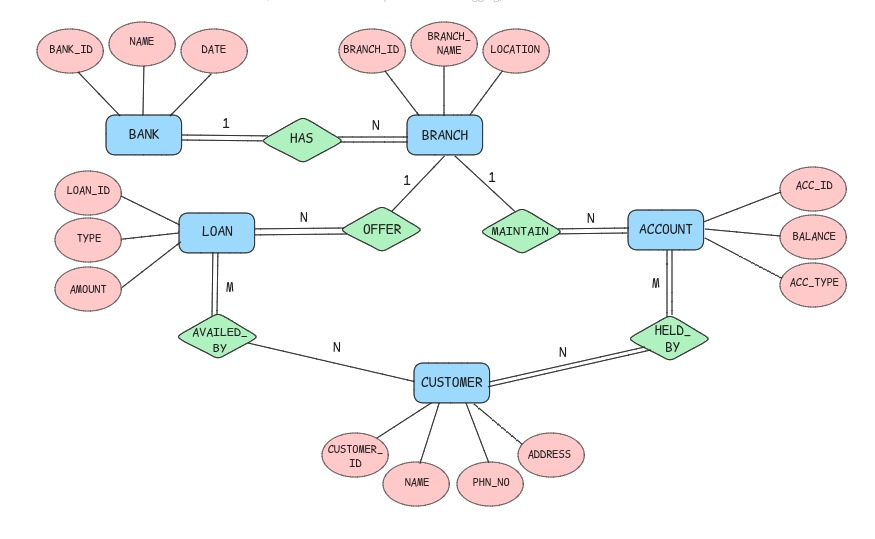 BANK_ID
NAME
DATE
BRANCH_ID
BRANCH_
NAME
LOCATION
BANK
1
HAS
N
BRANCH
LOAN_ID
TYPE
AMOUNT
LOAN
N
OFFER
1
1
MAINTAIN
N
ACCOUNT
ACC_ID
BALANCE
ACC_TYPE
M
AVAILED_
BY
N
M
HELD_
BY
N
CUSTOMER
CUSTOMER_
ID
NAME
PHN_NO
ADDRESS